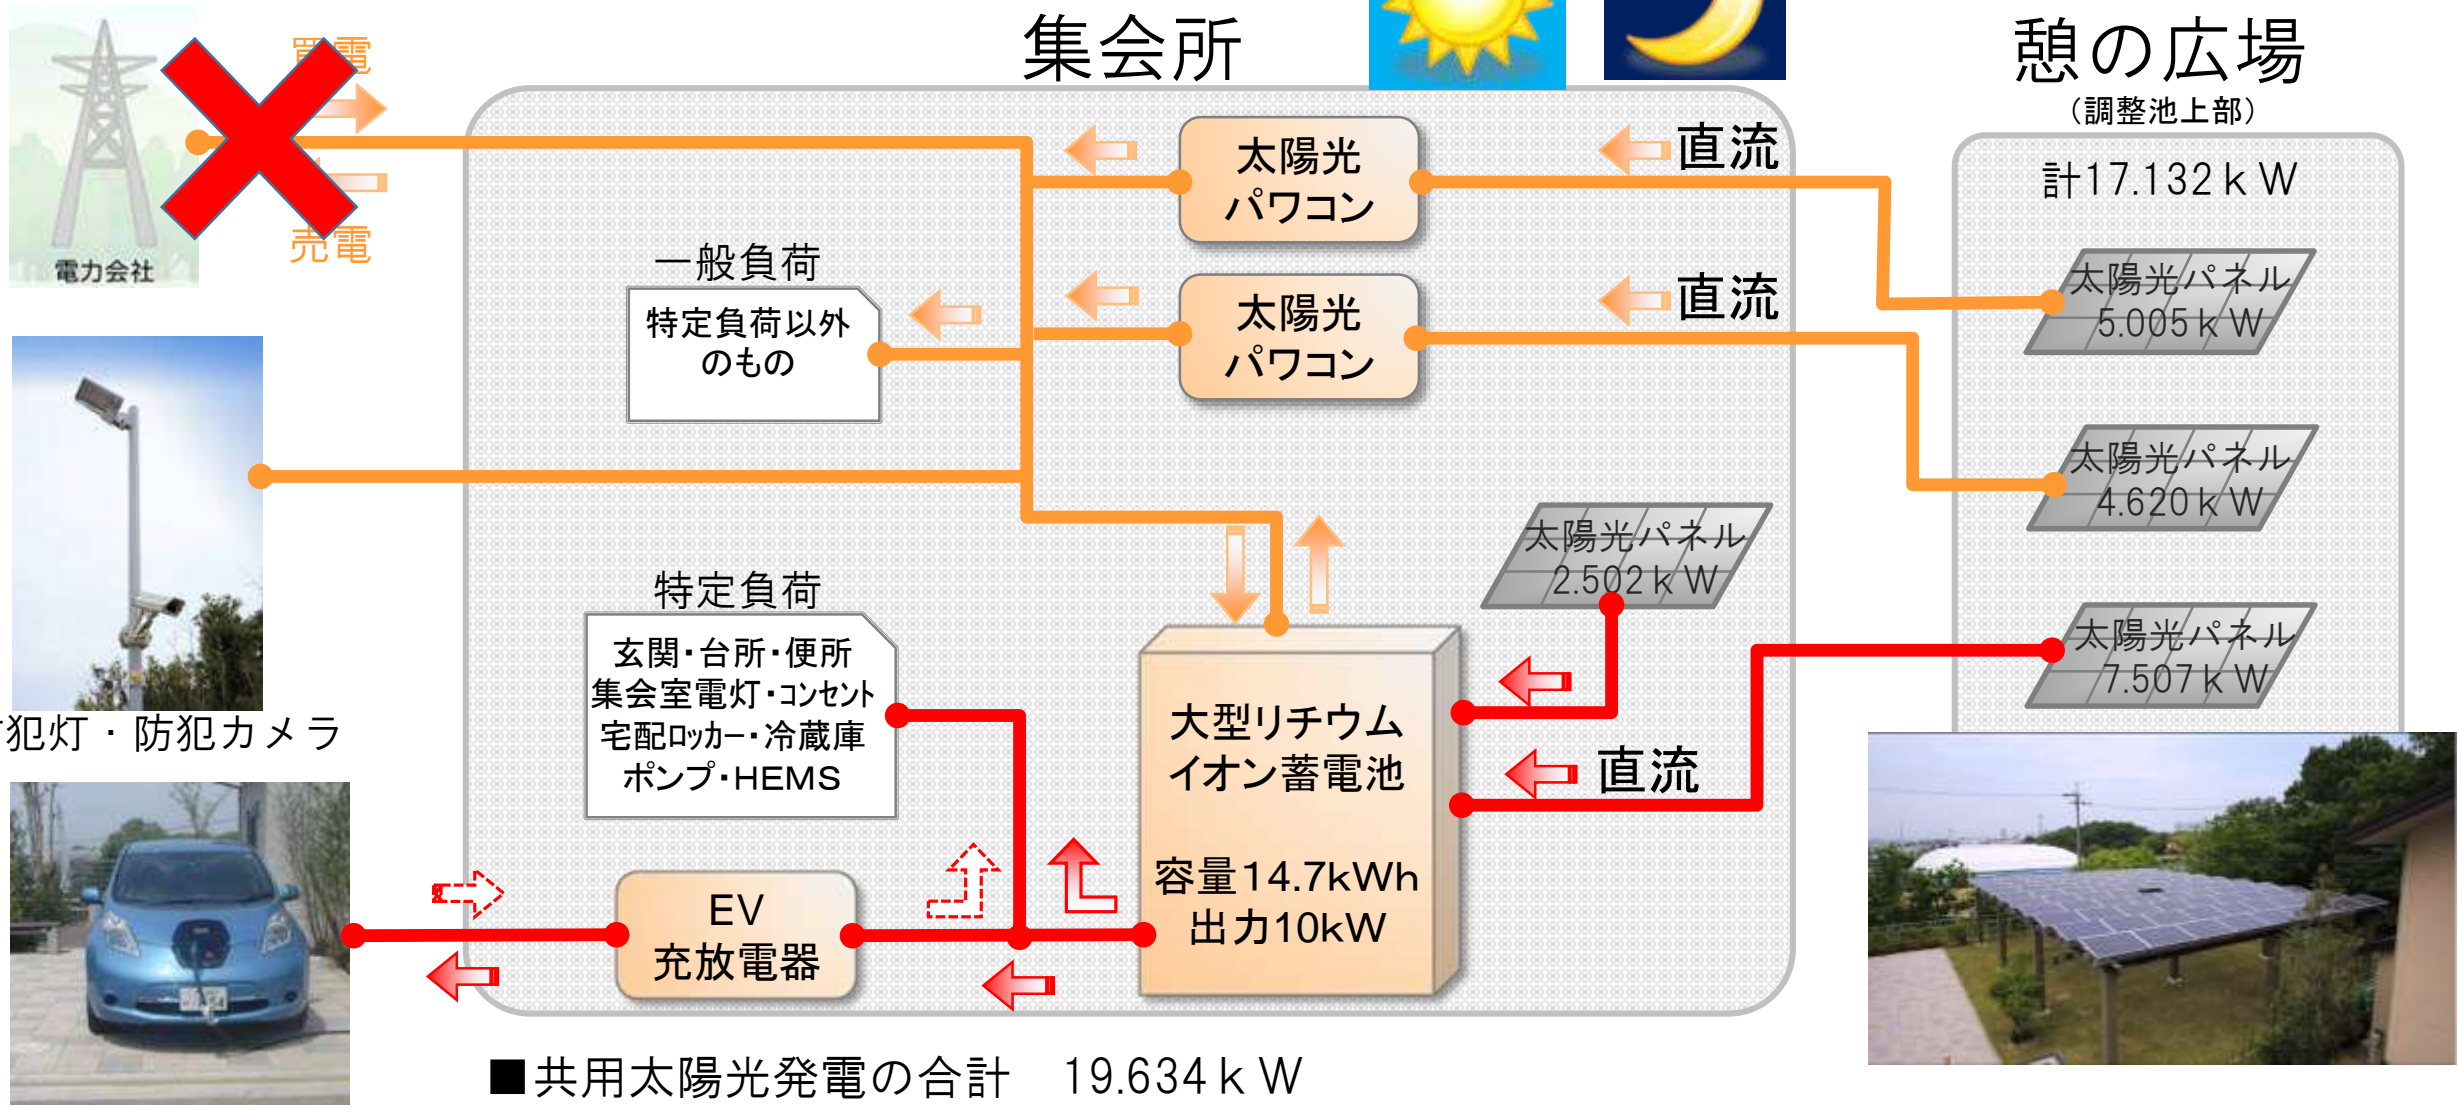 集会所
憩の広場
（調整池上部）
買電
売電
電力会社
太陽光
パワコン
直流
計17.132ｋＷ
太陽光パネル
5.005ｋＷ
一般負荷
特定負荷以外
のもの
太陽光
パワコン
直流
太陽光パネル
4.620ｋＷ
太陽光パネル
2.502ｋＷ
太陽光パネル
7.507ｋＷ
特定負荷
玄関・台所・便所
集会室電灯・コンセント
宅配ロッカー・冷蔵庫
ポンプ・HEMS
犯灯・防犯カメラ
大型リチウム
イオン蓄電池
容量14.7kWh
出力10kW
直流
EV
充放電器
■共用太陽光発電の合計　19.634ｋＷ